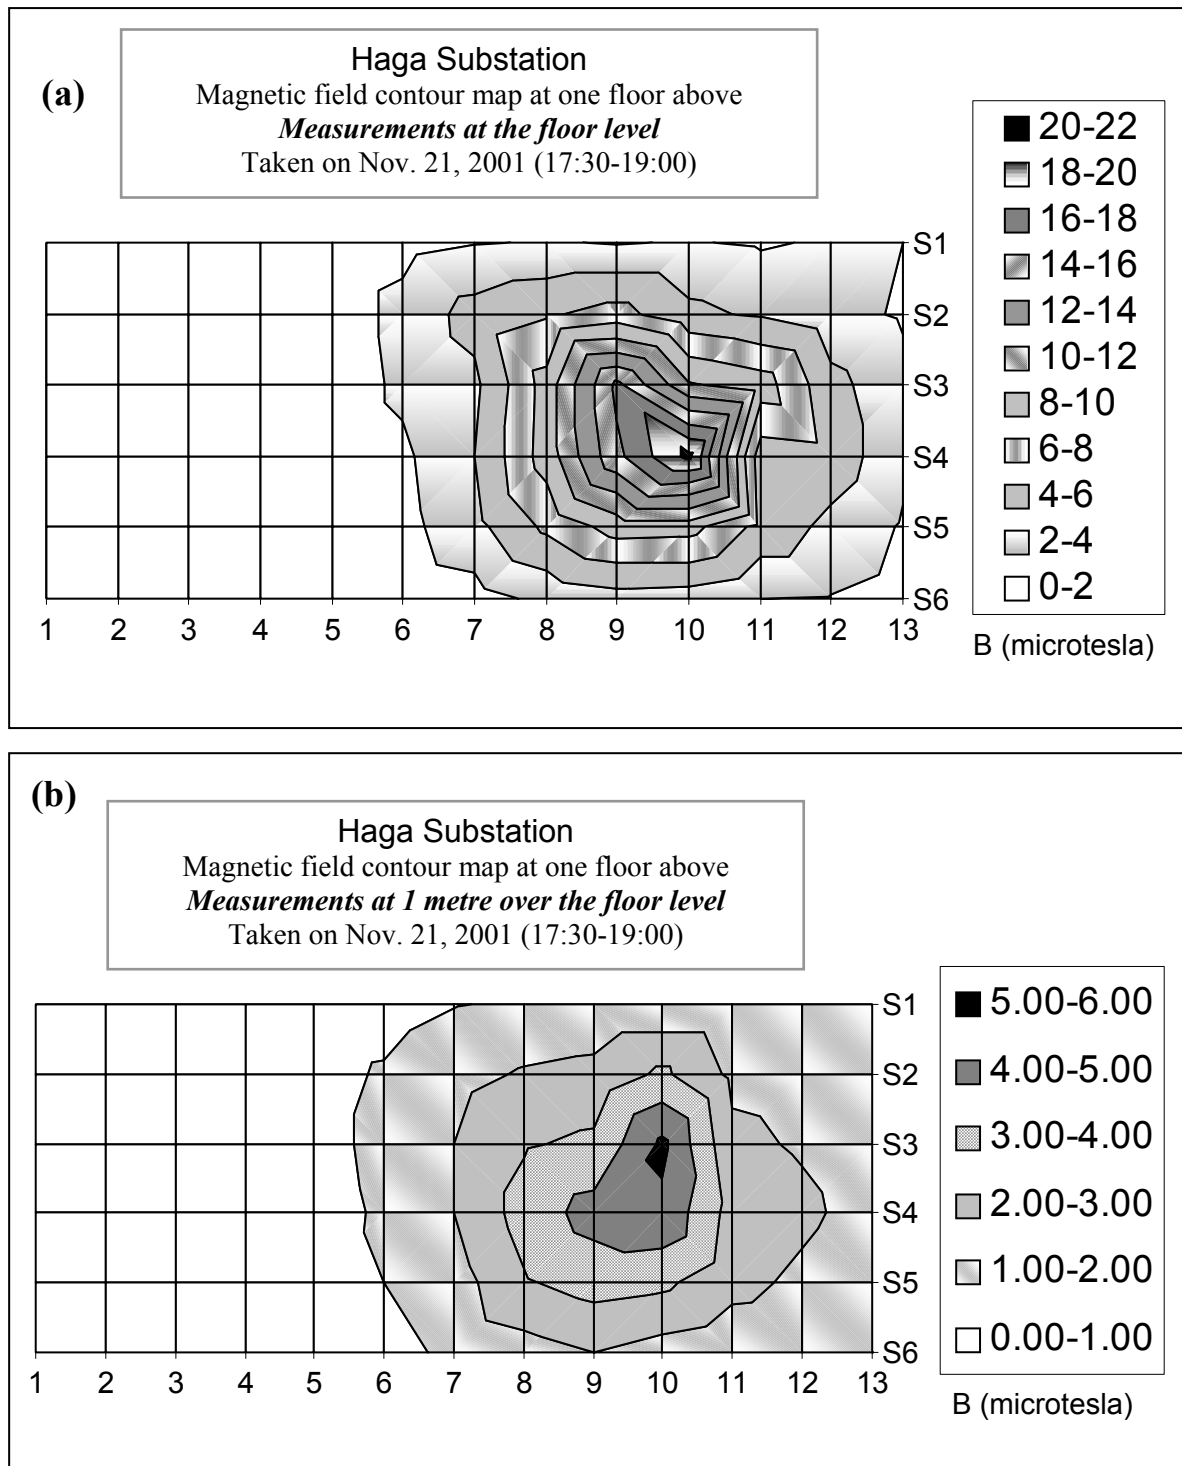 (a)
Haga Substation
Magnetic field contour map at one floor above
Measurements at the floor level
Taken on Nov. 21, 2001 (17:30-19:00)
20-22
18-20
16-18
14-16
12-14
10-12
8-10
6-8
4-6
2-4
0-2
B (microtesla)
S1
S2
S3
S4
S5
S6
1 2 3 4 5 6 7 8 9 10 11 12 13
(b)
Haga Substation
Magnetic field contour map at one floor above
Measurements at 1 metre over the floor level
Taken on Nov. 21, 2001 (17:30-19:00)
5.00-6.00
4.00-5.00
3.00-4.00
2.00-3.00
1.00-2.00
0.00-1.00
B (microtesla)
S1
S2
S3
S4
S5
S6
1 2 3 4 5 6 7 8 9 10 11 12 13